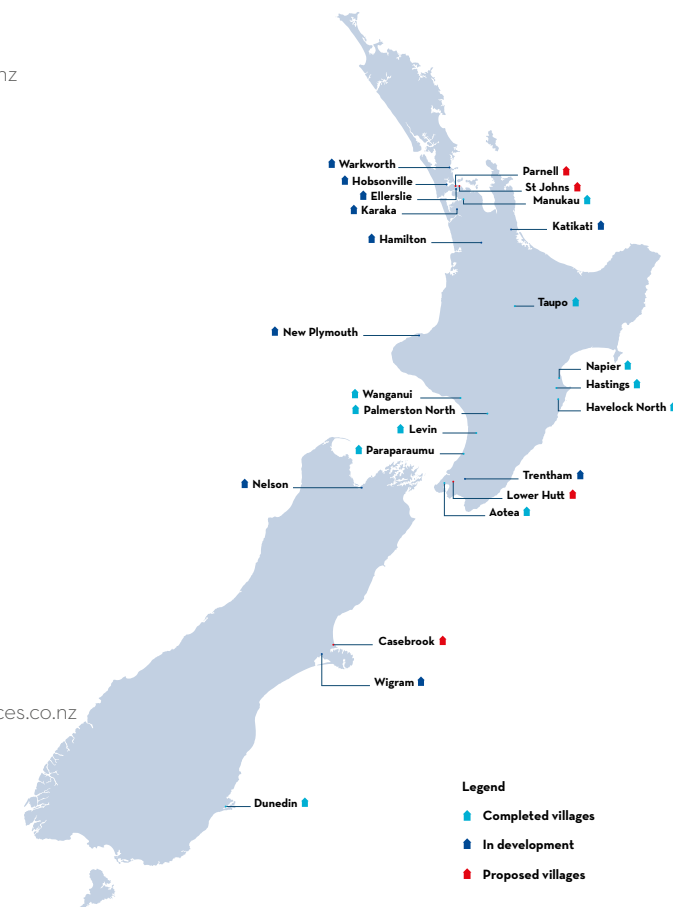 nz
Warkworth
Parnell
Hobsonville
St Johns
Ellerslie
Manukau
Karaka
Katikati
Hamilton
Taupo
New Plymouth
Napier
Hastings
Wanganui
Havelock North
Palmerston North
Levin
Paraparaumu
Trentham
Nelson
Lower Hutt
Aotea
Casebrook
Wigram
ces.co.nz
Dunedin
Legend
Completed villages
In development
Proposed villages